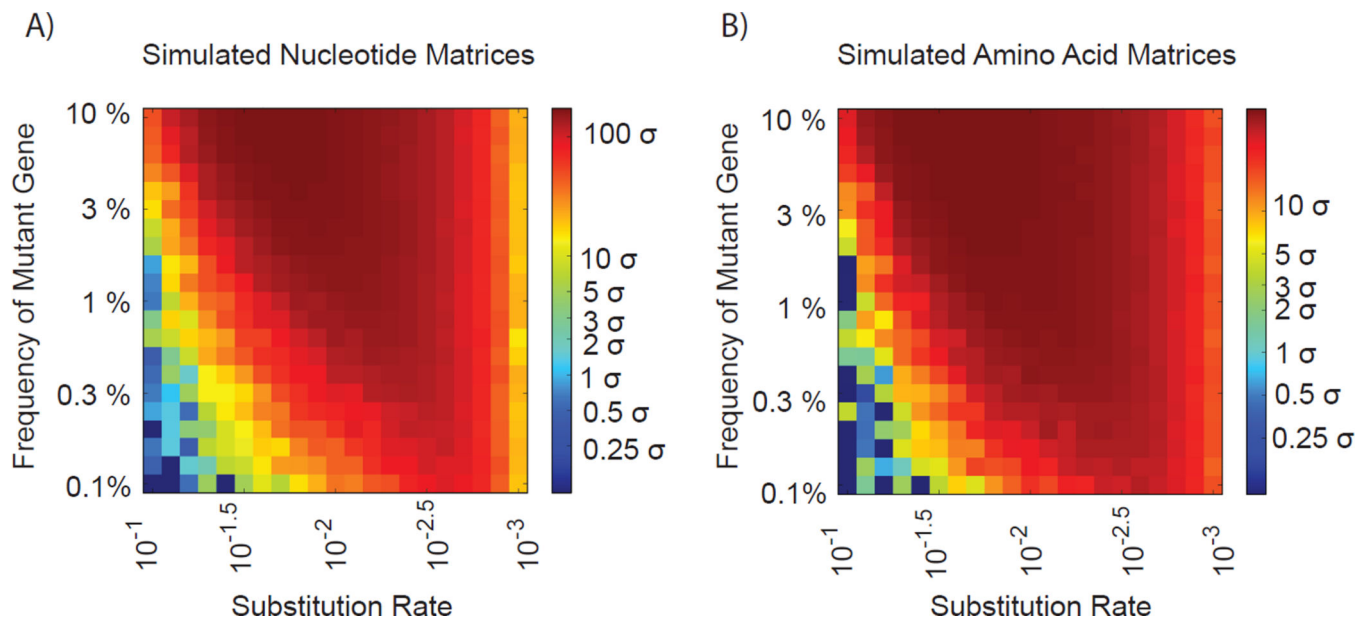 A)
Simulated Nucleotide Matrices
Frequency of Mutant Gene
10 %
3 %
1 %
0.3 %
0.1%
10^-1
10^-1.5
10^-2
10^-2.5
10^-3
Substitution Rate
100 σ
10 σ
5 σ
3 σ
2 σ
1 σ
0.5 σ
0.25 σ
B)
Simulated Amino Acid Matrices
Frequency of Mutant Gene
10 %
3 %
1 %
0.3 %
0.1%
10^-1
10^-1.5
10^-2
10^-2.5
10^-3
Substitution Rate
10 σ
5 σ
3 σ
2 σ
1 σ
0.5 σ
0.25 σ